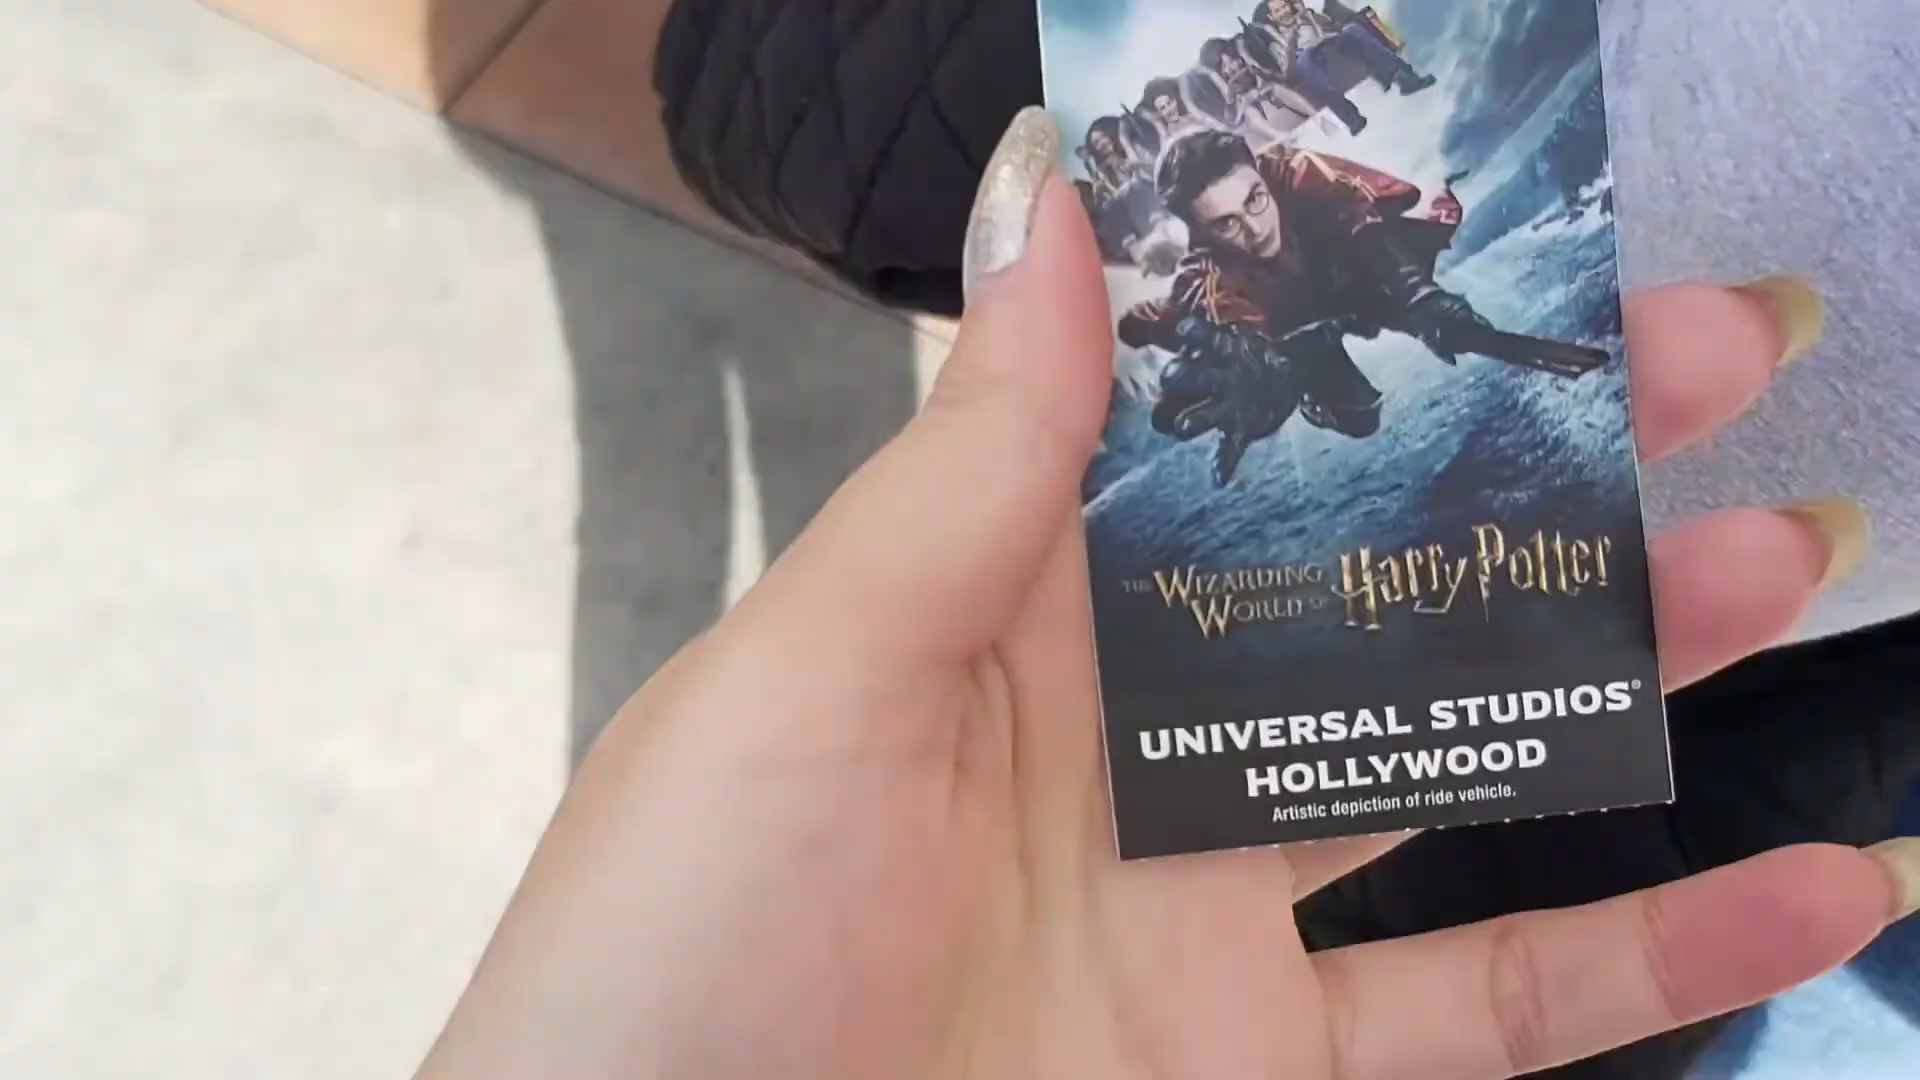 THE WIZARDING WORLD OF Harry Potter
UNIVERSAL STUDIOS®
HOLLYWOOD
Artistic depiction of ride vehicle.